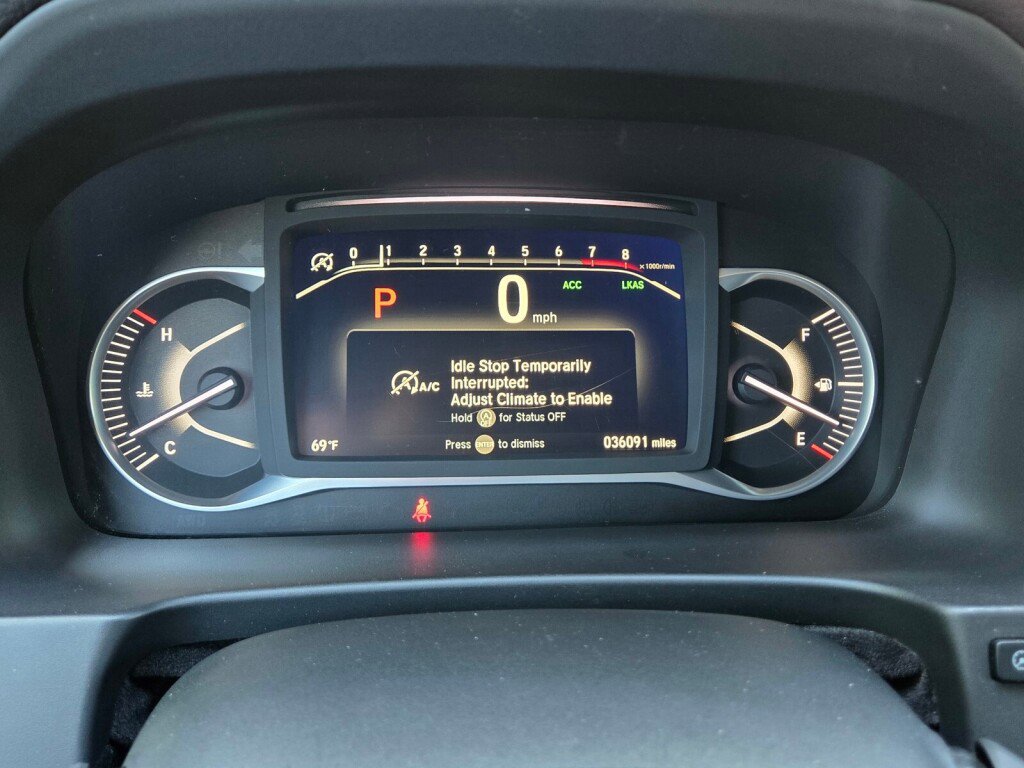 0 1 2 3 4 5 6 7 8
x1000r/min
P 0 mph
ACC LKAS
H
C
F
E
A/C
Idle Stop Temporarily
Interrupted:
Adjust Climate to Enable
Hold A OFF for Status OFF
Press ENTER to dismiss
69°F
036091 miles